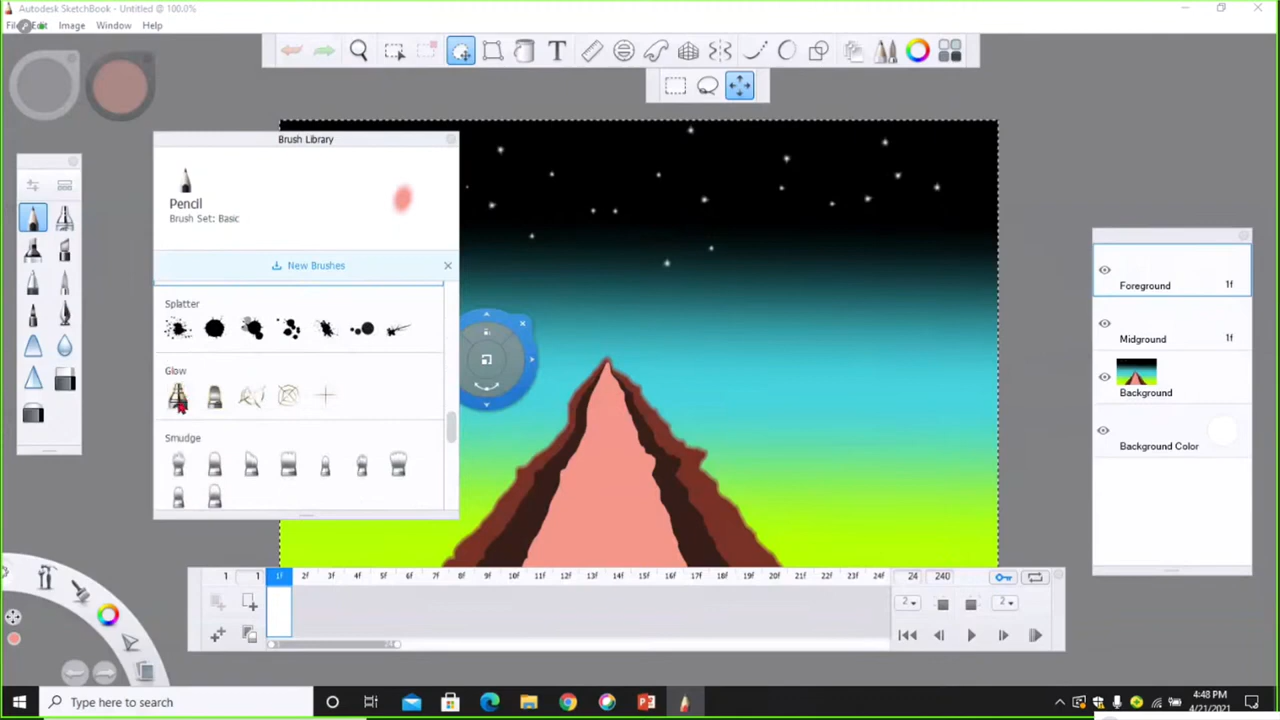 Autodesk SketchBook - Untitled @ 100.0%
File Edit Image Window Help
T
Brush Library
Pencil
Brush Set: Basic
New Brushes
Splatter
Glow
Smudge
Foreground 1f
Midground 1f
Background
Background Color
1 1 1f 2f 3f 4f 5f 6f 7f 8f 9f 10f 11f 12f 13f 14f 15f 16f 17f 18f 19f 20f 21f 22f 23f 24f 24 240
2 2
Type here to search
4:48 PM
4/21/2021